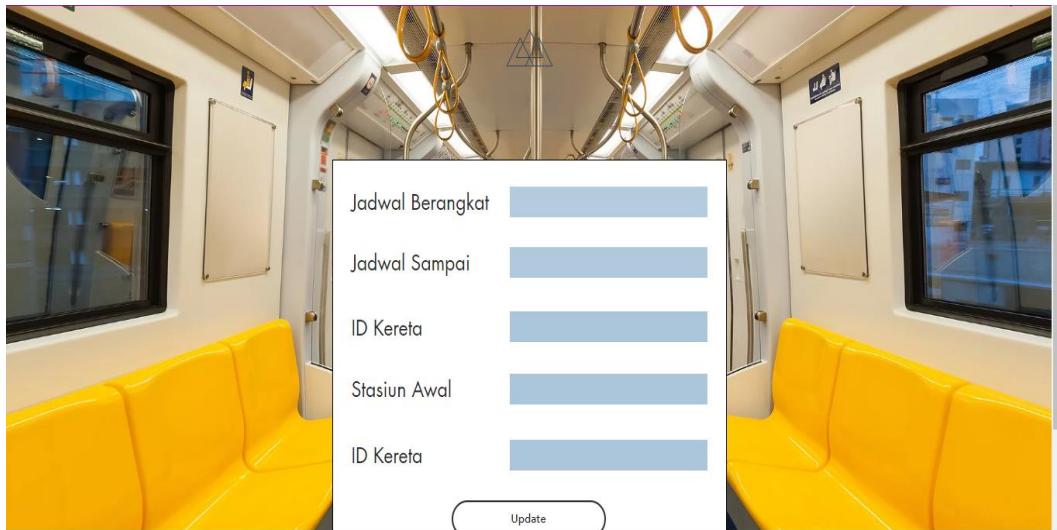 Jadwal Berangkat
Jadwal Sampai
ID Kereta
Stasiun Awal
ID Kereta
Update